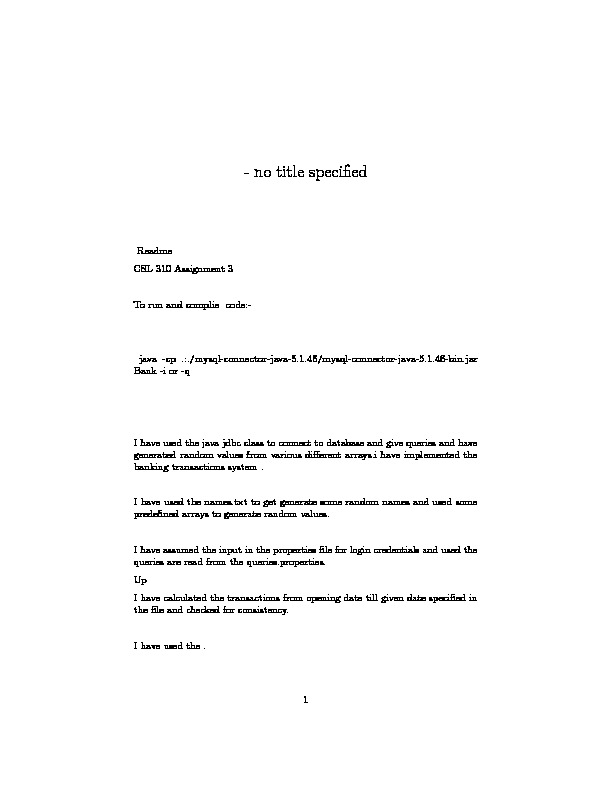 - no title specified
Readme
CSL 310 Assignment 3
To run and complie code:-
java -cp .:./mysql-connector-java-5.1.46/mysql-connector-java-5.1.46-bin.jar
Bank -i or -q
I have used the java jdbc class to connect to database and give queries and have
generated random values from various different arrays.i have implemented the
banking transactions system .
I have used the names.txt to get generate some random names and used some
predefined arrays to generate random values.
I have assumed the input in the properties file for login credentials and used the
queries are read from the queries.properties
Up
I have calculated the transactions from opening date till given date specified in
the file and checked for consistency.
I have used the .
1